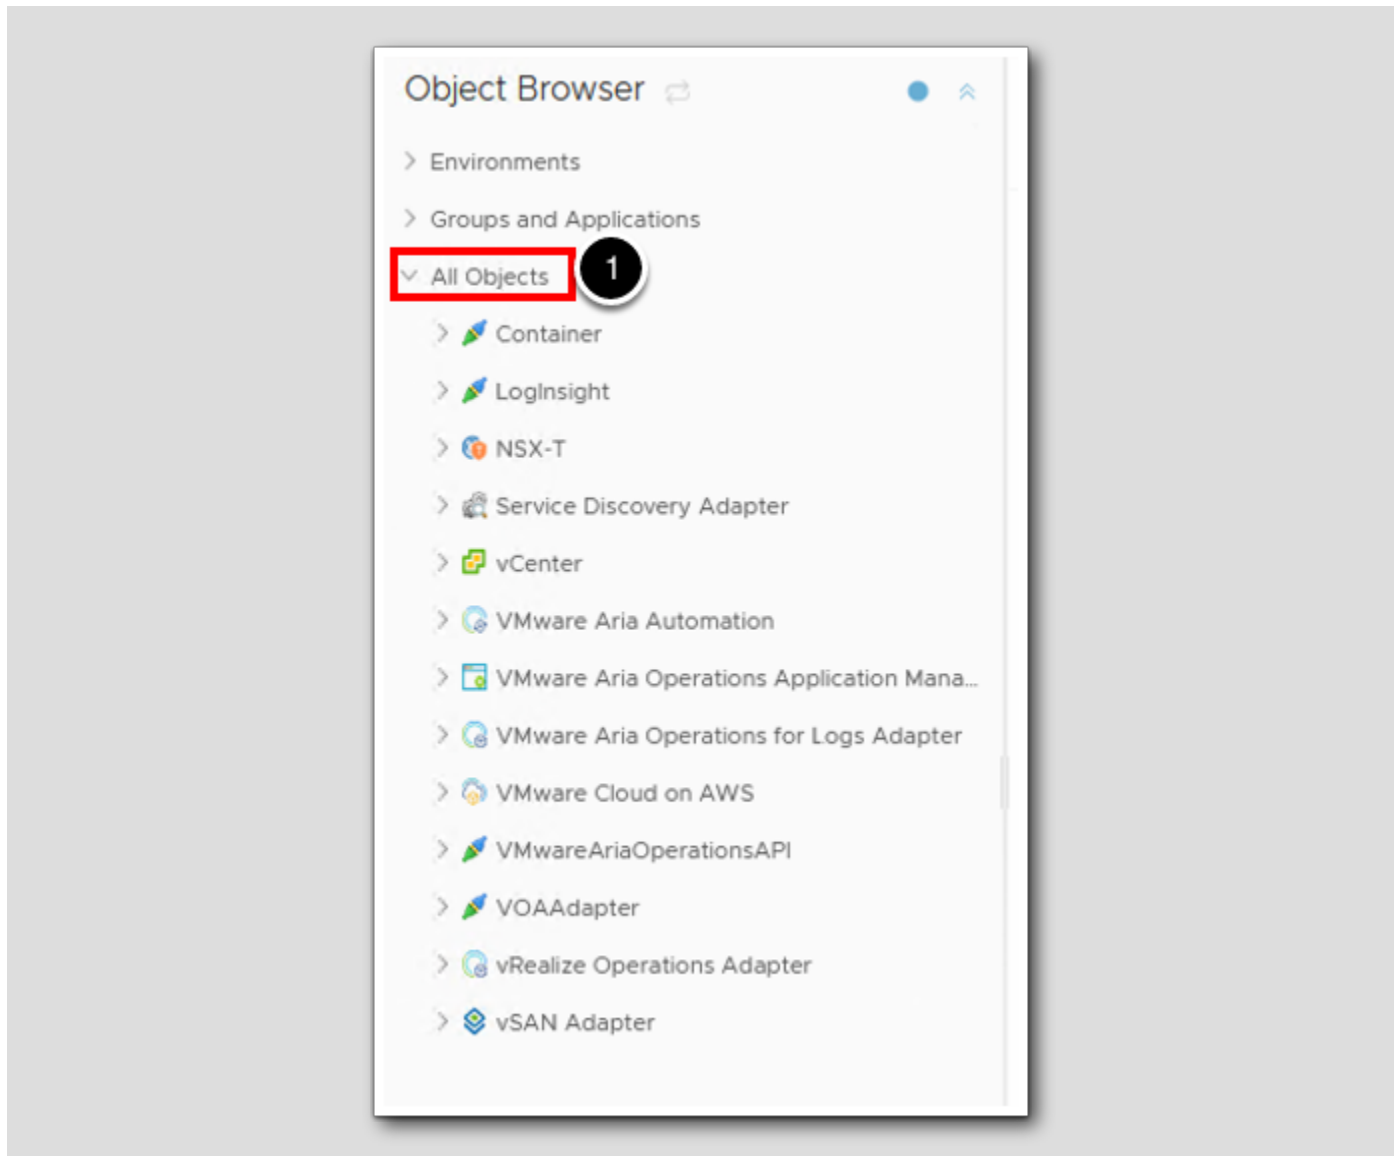 Object Browser
Environments
Groups and Applications
All Objects
1
Container
LogInsight
NSX-T
Service Discovery Adapter
vCenter
VMware Aria Automation
VMware Aria Operations Application Mana...
VMware Aria Operations for Logs Adapter
VMware Cloud on AWS
VMwareAriaOperationsAPI
VOAAdapter
vRealize Operations Adapter
vSAN Adapter